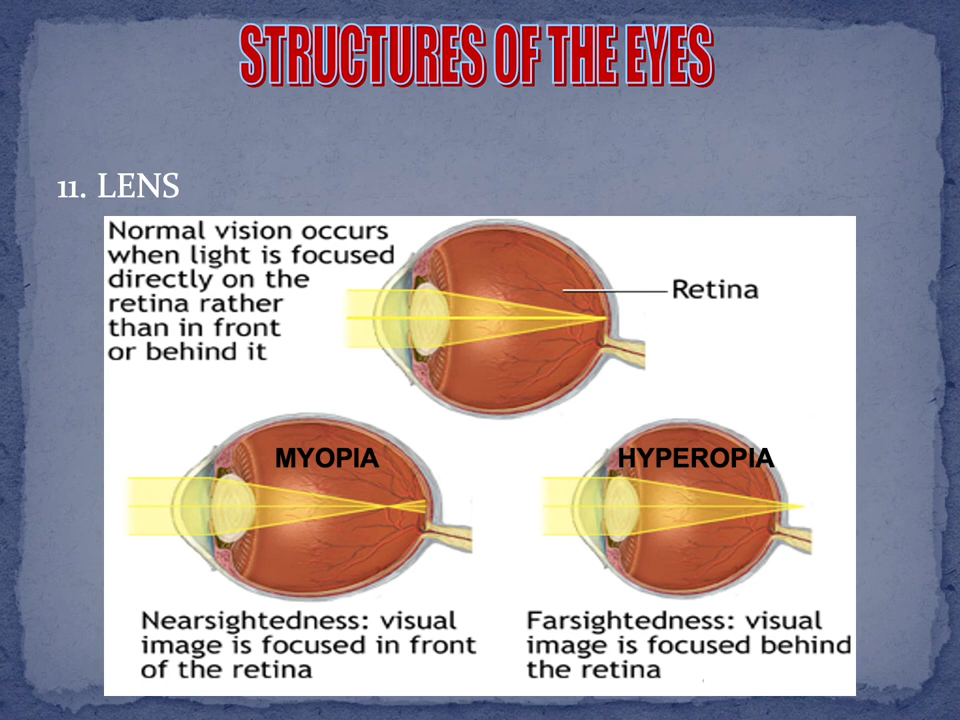 STRUCTURES OF THE EYES
11. LENS
Normal vision occurs
when light is focused
directly on the
retina rather
than in front
or behind it
Retina
MYOPIA
HYPEROPIA
Nearsightedness: visual
image is focused in front
of the retina
Farsightedness: visual
image is focused behind
the retina